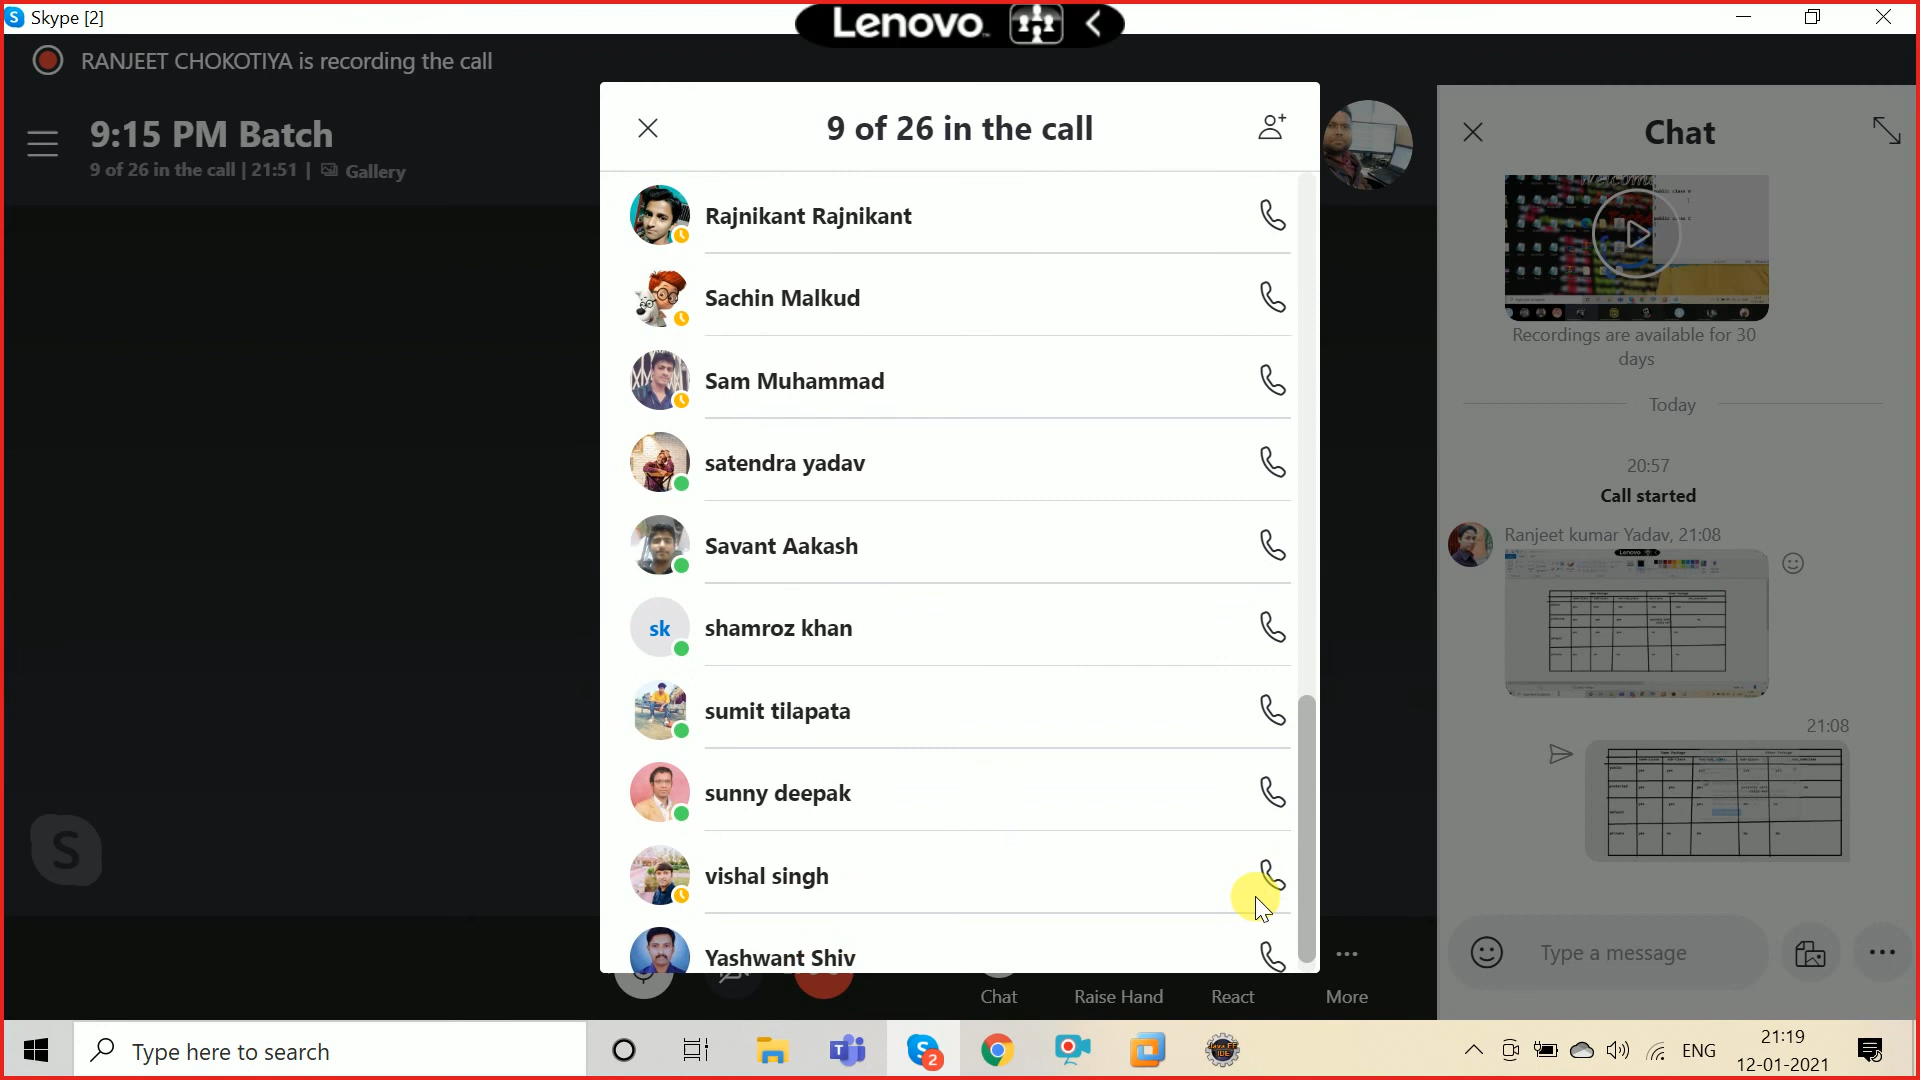 Skype [2]
Lenovo
RANJEET CHOKOTIYA is recording the call
9:15 PM Batch
9 of 26 in the call | 21:51 | Gallery
9 of 26 in the call
Rajnikant Rajnikant
Sachin Malkud
Sam Muhammad
satendra yadav
Savant Aakash
sk
shamroz khan
sumit tilapata
sunny deepak
vishal singh
Yashwant Shiv
Chat
Raise Hand
React
More
Chat
Recordings are available for 30
days
Today
20:57
Call started
Ranjeet kumar Yadav, 21:08
Lenovo
21:08
Type a message
Type here to search
2
ENG
21:19
12-01-2021